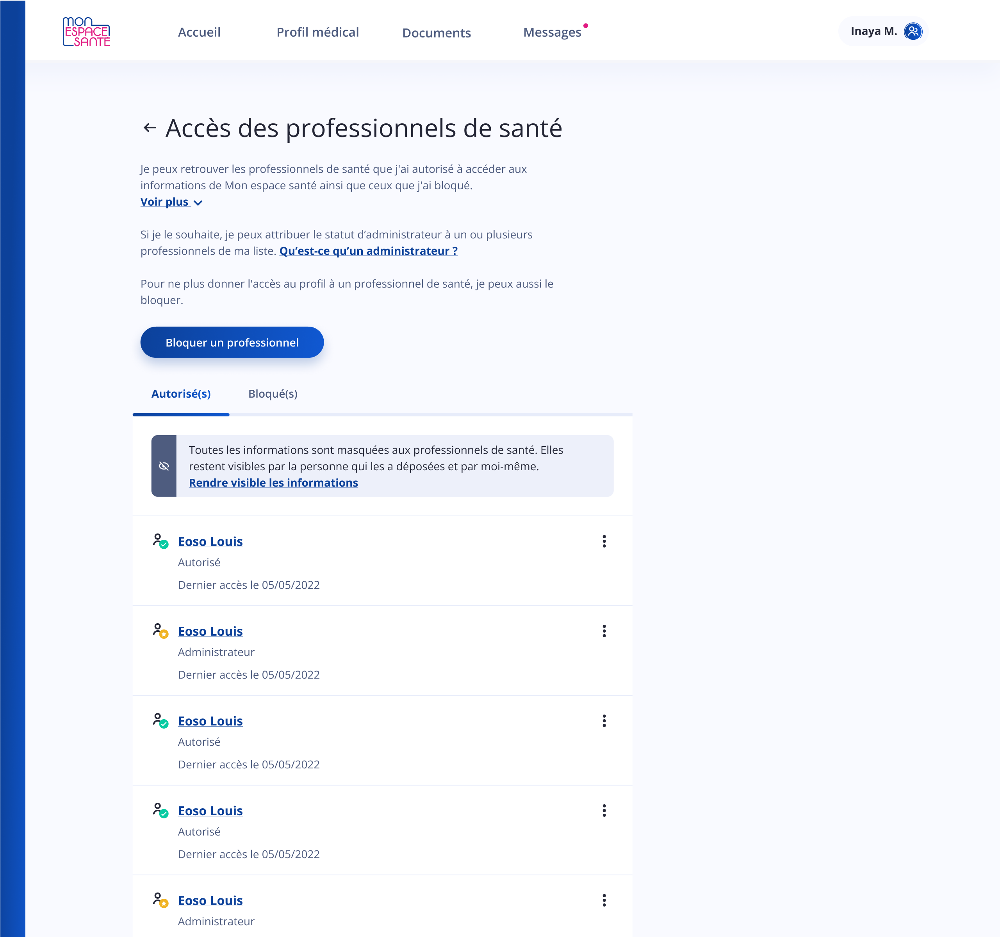 mon
ESPACE
SANTÉ
Accueil
Profil médical
Documents
Messages
Inaya M.
Accès des professionnels de santé
Je peux retrouver les professionnels de santé que j'ai autorisé à accéder aux
informations de Mon espace santé ainsi que ceux que j'ai bloqué.
Voir plus
Si je le souhaite, je peux attribuer le statut d’administrateur à un ou plusieurs
professionnels de ma liste. Qu’est-ce qu’un administrateur ?
Pour ne plus donner l'accès au profil à un professionnel de santé, je peux aussi le
bloquer.
Bloquer un professionnel
Autorisé(s)
Bloqué(s)
Toutes les informations sont masquées aux professionnels de santé. Elles
restent visibles par la personne qui les a déposées et par moi-même.
Rendre visible les informations
Eoso Louis
Autorisé
Dernier accès le 05/05/2022
Eoso Louis
Administrateur
Dernier accès le 05/05/2022
Eoso Louis
Autorisé
Dernier accès le 05/05/2022
Eoso Louis
Autorisé
Dernier accès le 05/05/2022
Eoso Louis
Administrateur